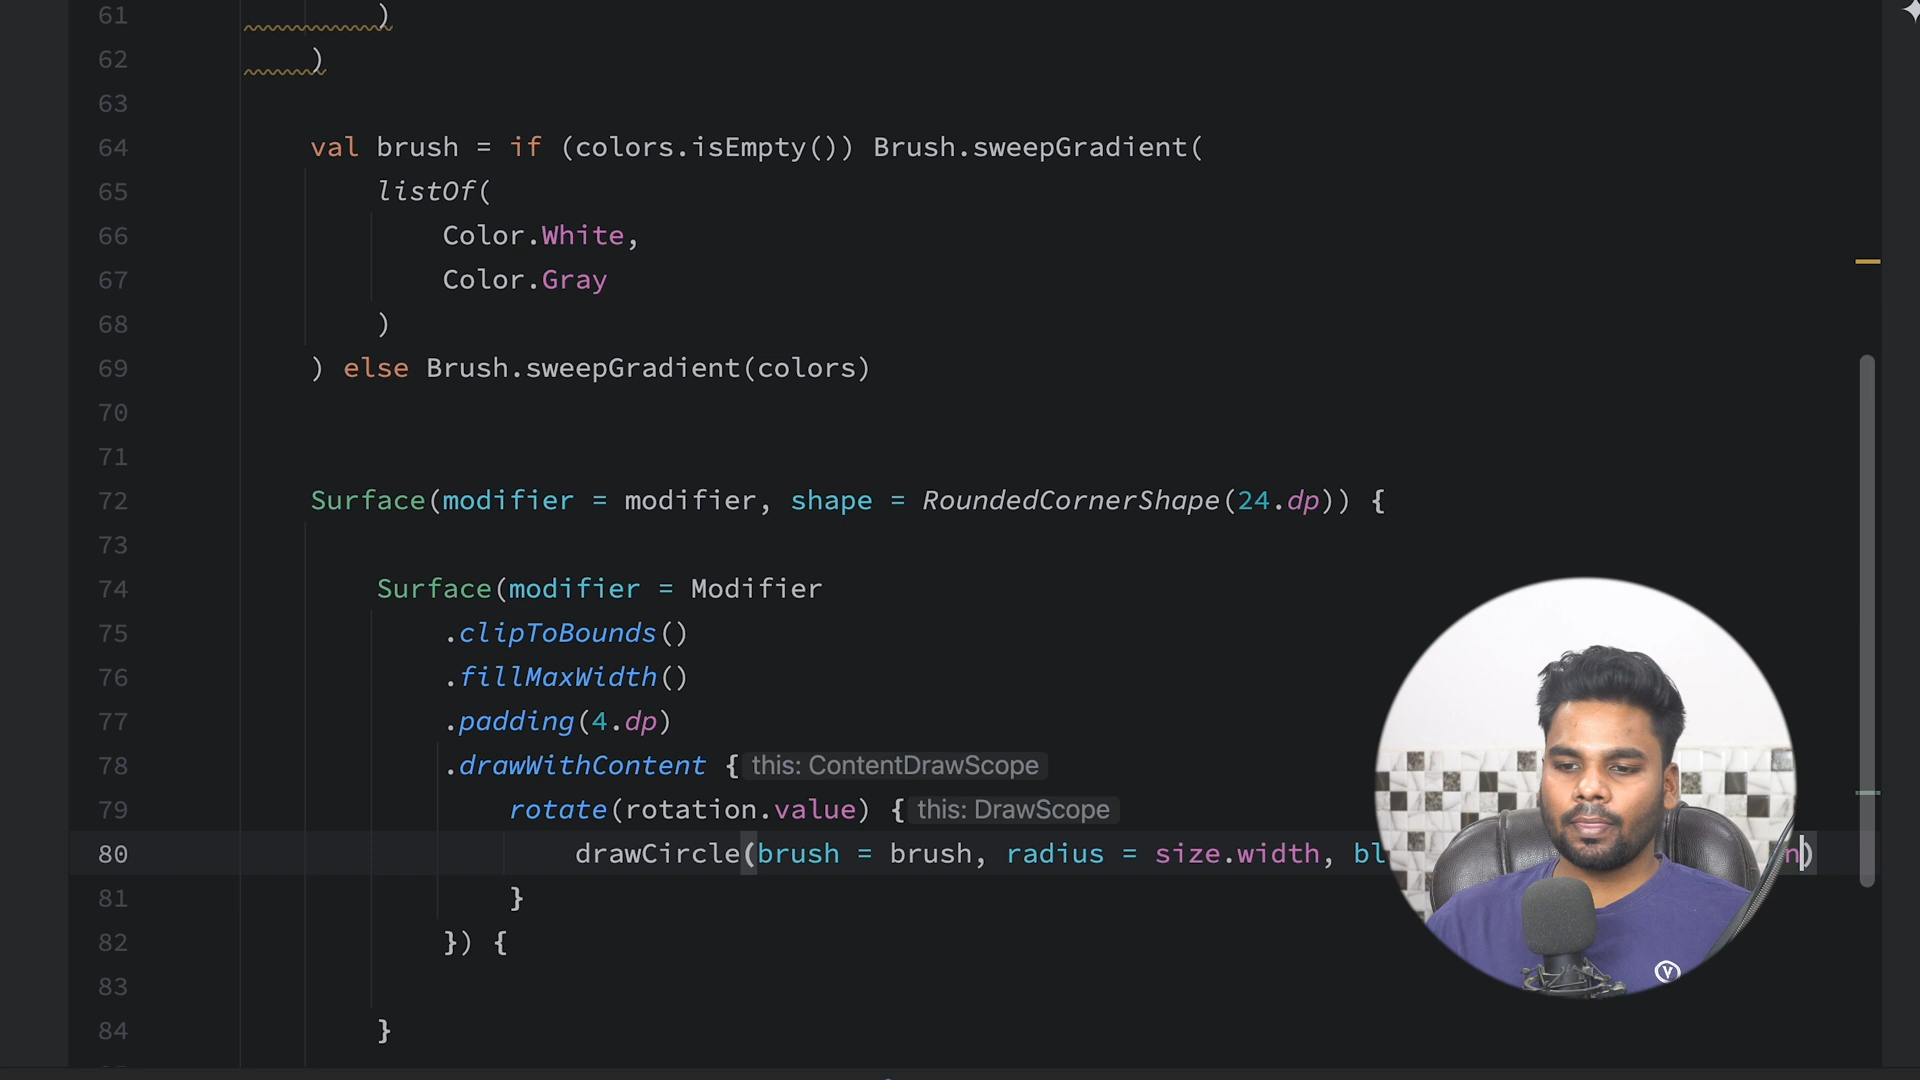 61 )
62 )
63
64 val brush = if (colors.isEmpty()) Brush.sweepGradient(
65 listOf(
66 Color.White,
67 Color.Gray
68 )
69 ) else Brush.sweepGradient(colors)
70
71
72 Surface(modifier = modifier, shape = RoundedCornerShape(24.dp)) {
73
74 Surface(modifier = Modifier
75 .clipToBounds()
76 .fillMaxWidth()
77 .padding(4.dp)
78 .drawWithContent { this: ContentDrawScope
79 rotate(rotation.value) { this: DrawScope
80 drawCircle(brush = brush, radius = size.width, bl n)
81 }
82 }) {
83
84 }